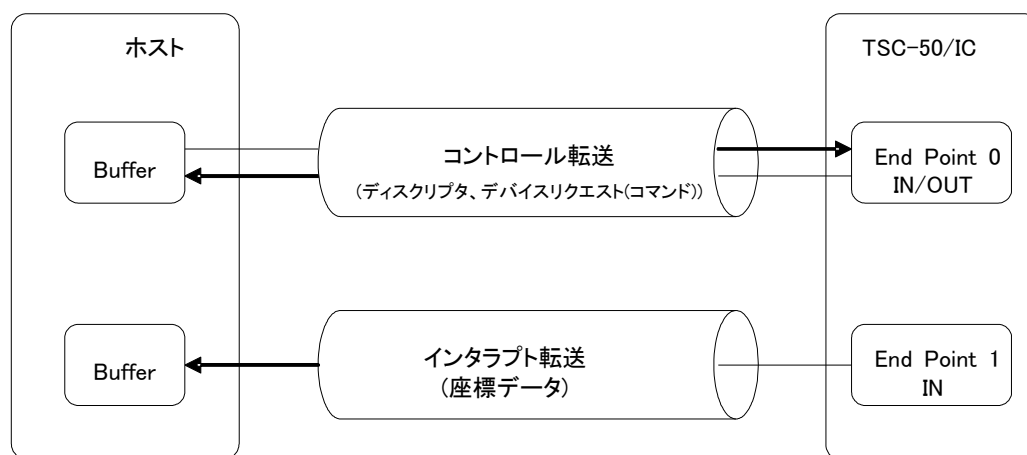 ホスト
TSC-50/IC
Buffer
コントロール転送
(ディスクリプタ、デバイスリクエスト(コマンド))
End Point 0
IN/OUT
Buffer
インタラプト転送
(座標データ)
End Point 1
IN